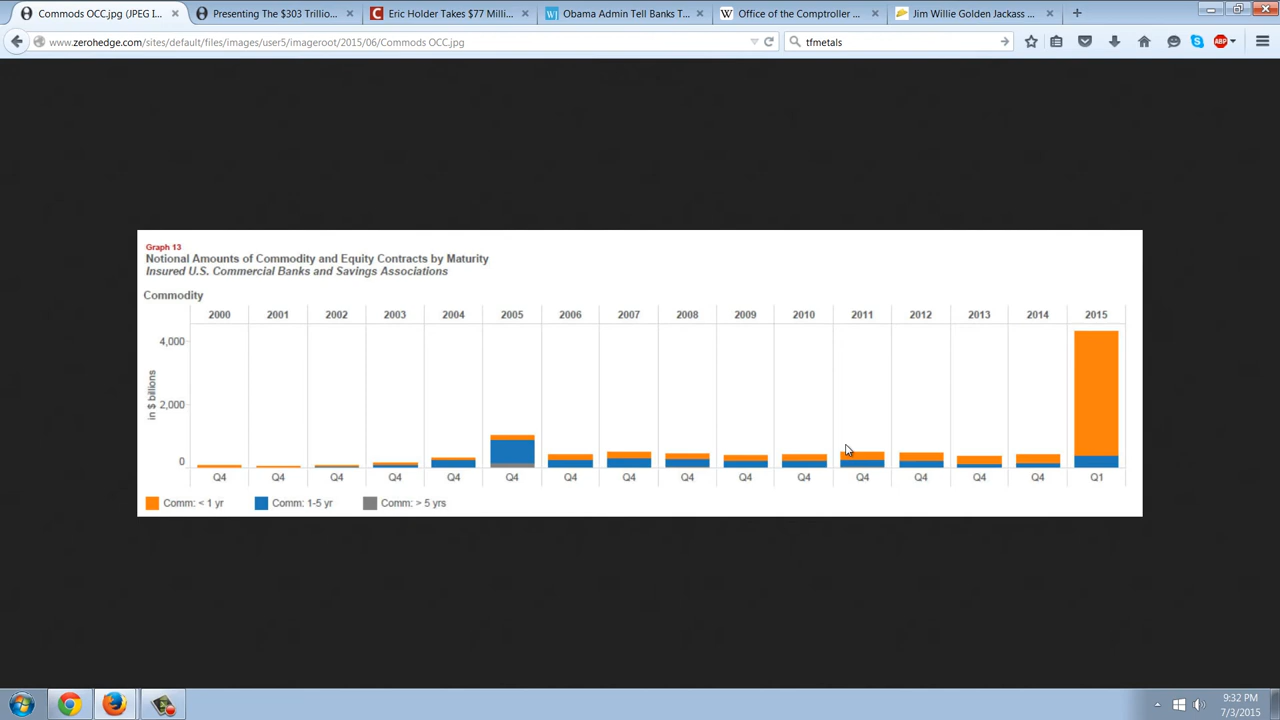 Commods OCC.jpg (JPEG I...
Presenting The $303 Trillio...
Eric Holder Takes $77 Milli...
Obama Admin Tell Banks T...
Office of the Comptroller ...
Jim Willie Golden Jackass ...
www.zerohedge.com/sites/default/files/images/user5/imageroot/2015/06/Commods OCC.jpg
tfmetals
ABP
Graph 13
Notional Amounts of Commodity and Equity Contracts by Maturity
Insured U.S. Commercial Banks and Savings Associations
Commodity
2000 2001 2002 2003 2004 2005 2006 2007 2008 2009 2010 2011 2012 2013 2014 2015
4,000
in $ billions
2,000
0
Q4 Q4 Q4 Q4 Q4 Q4 Q4 Q4 Q4 Q4 Q4 Q4 Q4 Q4 Q4 Q1
Comm: < 1 yr Comm: 1-5 yr Comm: > 5 yrs
9:32 PM
7/3/2015